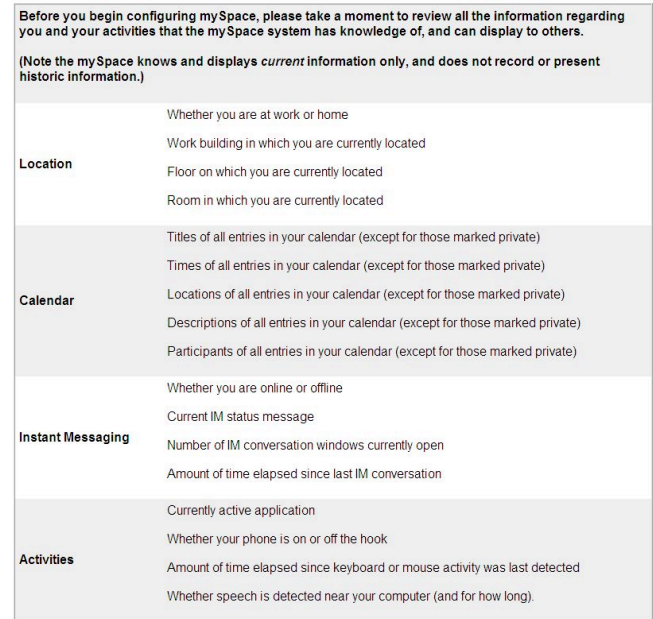 Before you begin configuring mySpace, please take a moment to review all the information regarding
you and your activities that the mySpace system has knowledge of, and can display to others.
(Note the mySpace knows and displays current information only, and does not record or present
historic information.)
Location
Whether you are at work or home
Work building in which you are currently located
Floor on which you are currently located
Room in which you are currently located
Calendar
Titles of all entries in your calendar (except for those marked private)
Times of all entries in your calendar (except for those marked private)
Locations of all entries in your calendar (except for those marked private)
Descriptions of all entries in your calendar (except for those marked private)
Participants of all entries in your calendar (except for those marked private)
Instant Messaging
Whether you are online or offline
Current IM status message
Number of IM conversation windows currently open
Amount of time elapsed since last IM conversation
Activities
Currently active application
Whether your phone is on or off the hook
Amount of time elapsed since keyboard or mouse activity was last detected
Whether speech is detected near your computer (and for how long).